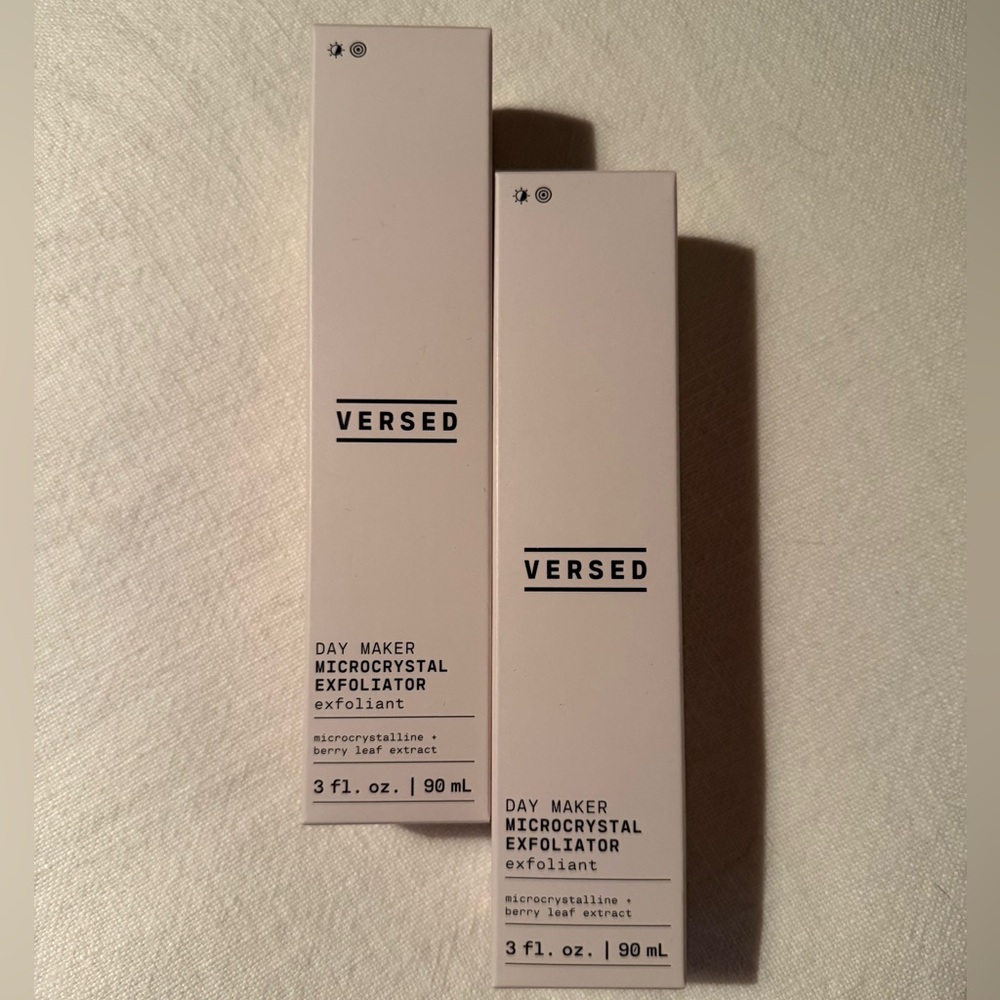 VERSED
DAY MAKER
MICROCRYSTAL
EXFOLIATOR
exfoliant
microcrystalline +
berry leaf extract
3 fl. oz. | 90 mL
VERSED
DAY MAKER
MICROCRYSTAL
EXFOLIATOR
exfoliant
microcrystalline +
berry leaf extract
3 fl. oz. | 90 mL